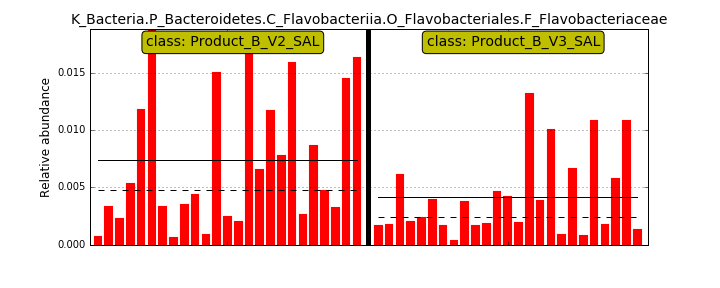 K_Bacteria.P_Bacteroidetes.C_Flavobacteriia.O_Flavobacteriales.F_Flavobacteriaceae
class: Product_B_V2_SAL
class: Product_B_V3_SAL
Relative abundance
0.015
0.010
0.005
0.000